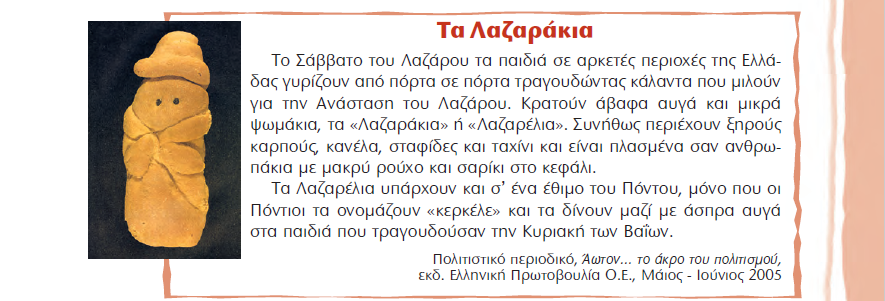 Τα Λαζαράκια
Το Σάββατο του Λαζάρου τα παιδιά σε αρκετές περιοχές της Ελλά-
δας γυρίζουν από πόρτα σε πόρτα τραγουδώντας κάλαντα που μιλούν
για την Ανάσταση του Λαζάρου. Κρατούν άβαφα αυγά και μικρά
ψωμάκια, τα «Λαζαράκια» ή «Λαζαρέλια». Συνήθως περιέχουν ξηρούς
καρπούς, κανέλα, σταφίδες και ταχίνι και είναι πλασμένα σαν ανθρω-
πάκια με μακρύ ρούχο και σαρίκι στο κεφάλι.
Τα Λαζαρέλια υπάρχουν και σ' ένα έθιμο του Πόντου, μόνο που οι
Πόντιοι τα ονομάζουν «κερκέλε» και τα δίνουν μαζί με άσπρα αυγά
στα παιδιά που τραγουδούσαν την Κυριακή των Βαΐων.
Πολιτιστικό περιοδικό, Άωτον... το άκρο του πολιτισμού,
εκδ. Ελληνική Πρωτοβουλία Ο.Ε., Μάιος - Ιούνιος 2005